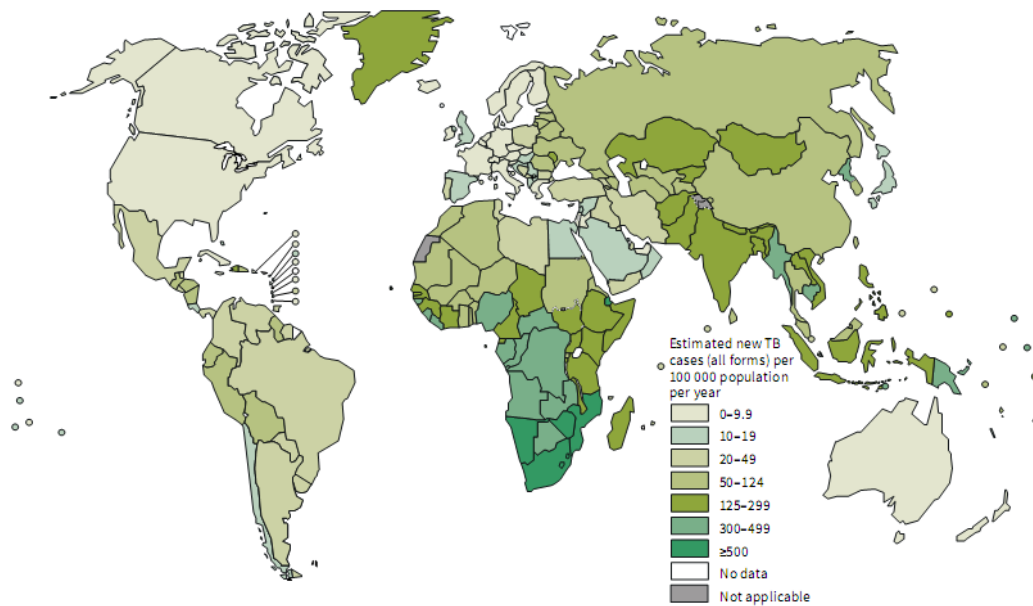 Estimated new TB
cases (all forms) per
100 000 population
per year
0–9.9
10–19
20–49
50–124
125–299
300–499
≥500
No data
Not applicable